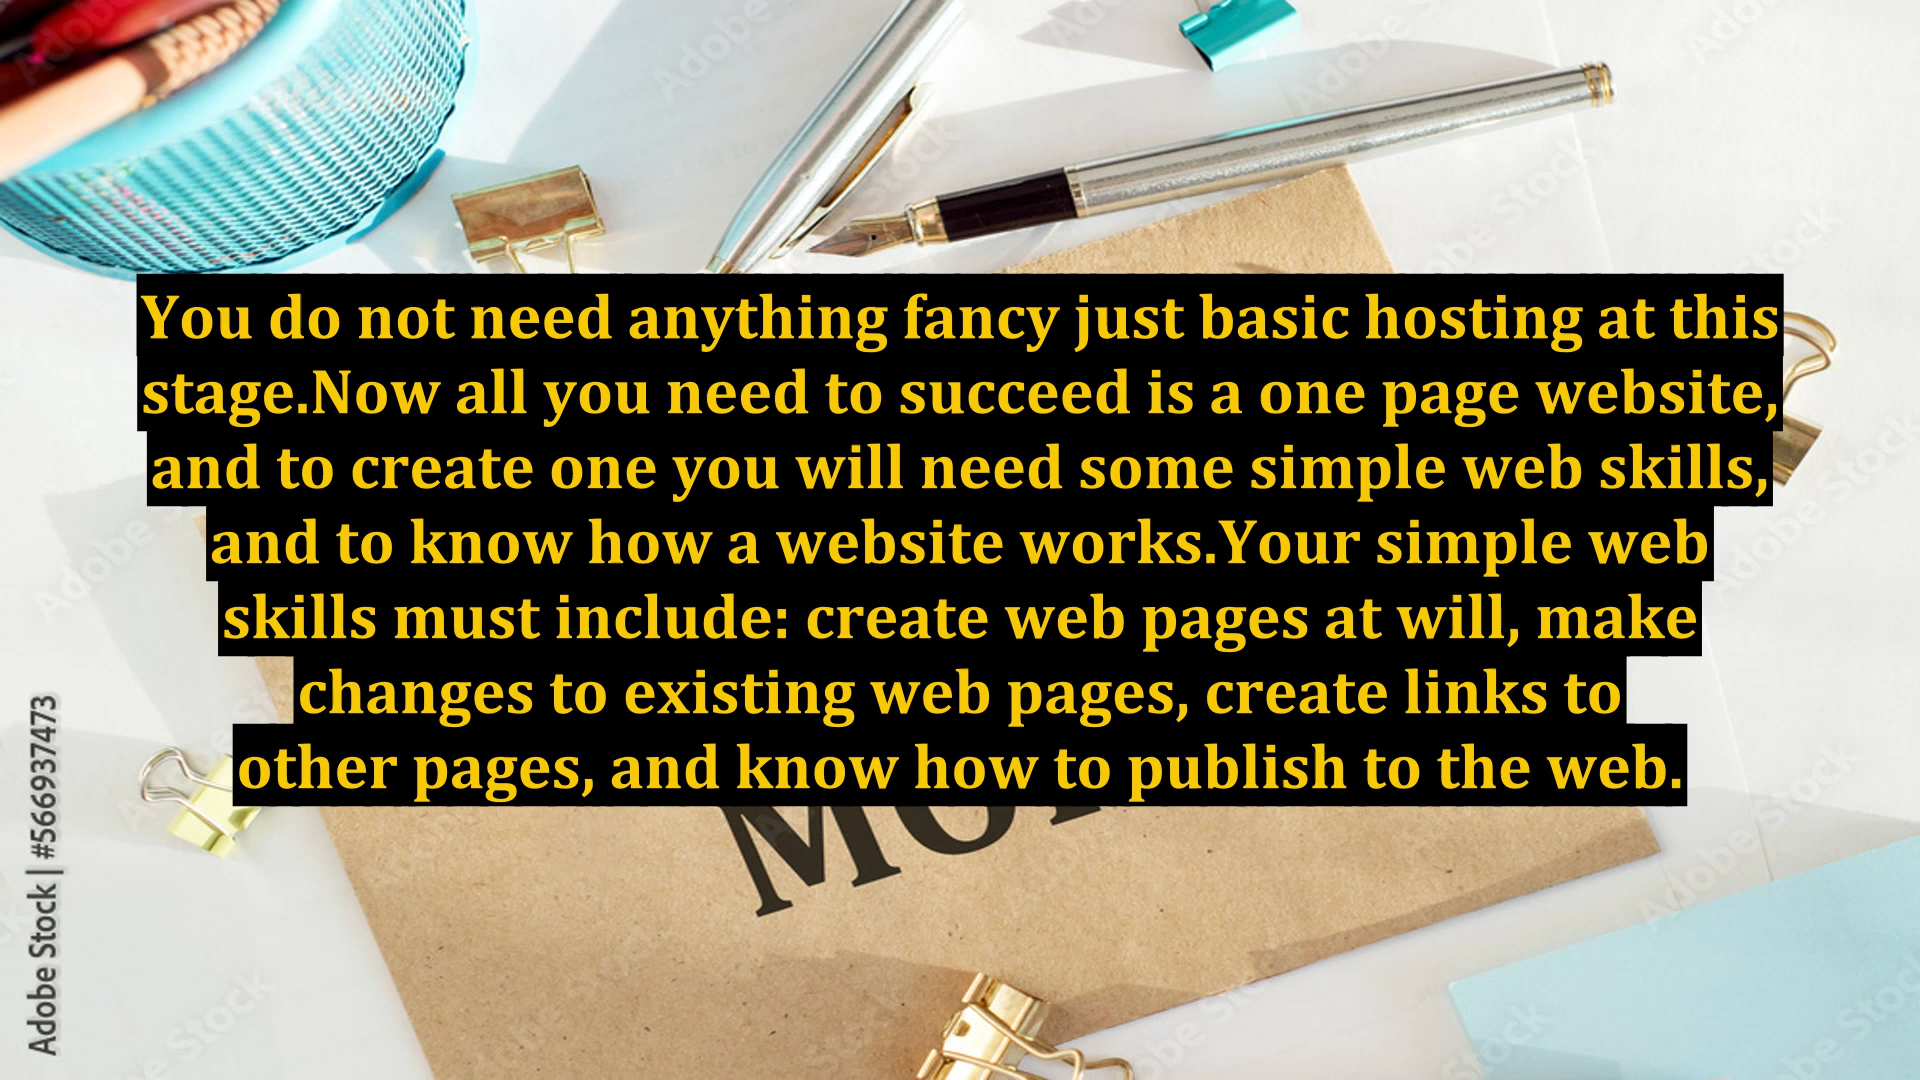 You do not need anything fancy just basic hosting at this
stage.Now all you need to succeed is a one page website,
and to create one you will need some simple web skills,
and to know how a website works.Your simple web
skills must include: create web pages at will, make
changes to existing web pages, create links to
other pages, and know how to publish to the web.
Adobe Stock | #566937473
Adobe Stock